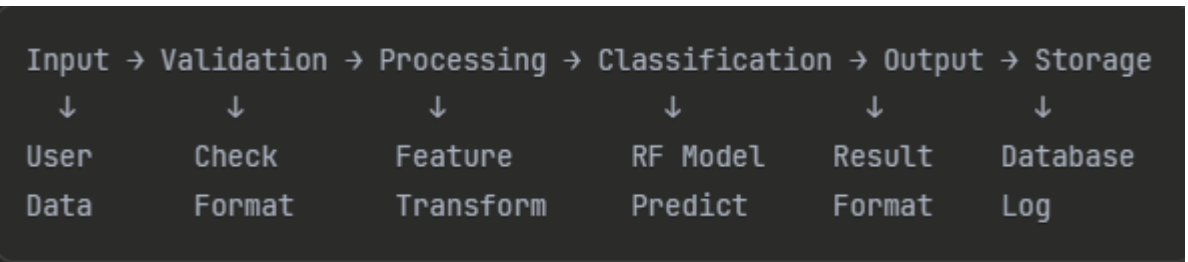 Input → Validation → Processing → Classification → Output → Storage
↓ ↓ ↓ ↓ ↓ ↓
User Check Feature RF Model Result Database
Data Format Transform Predict Format Log